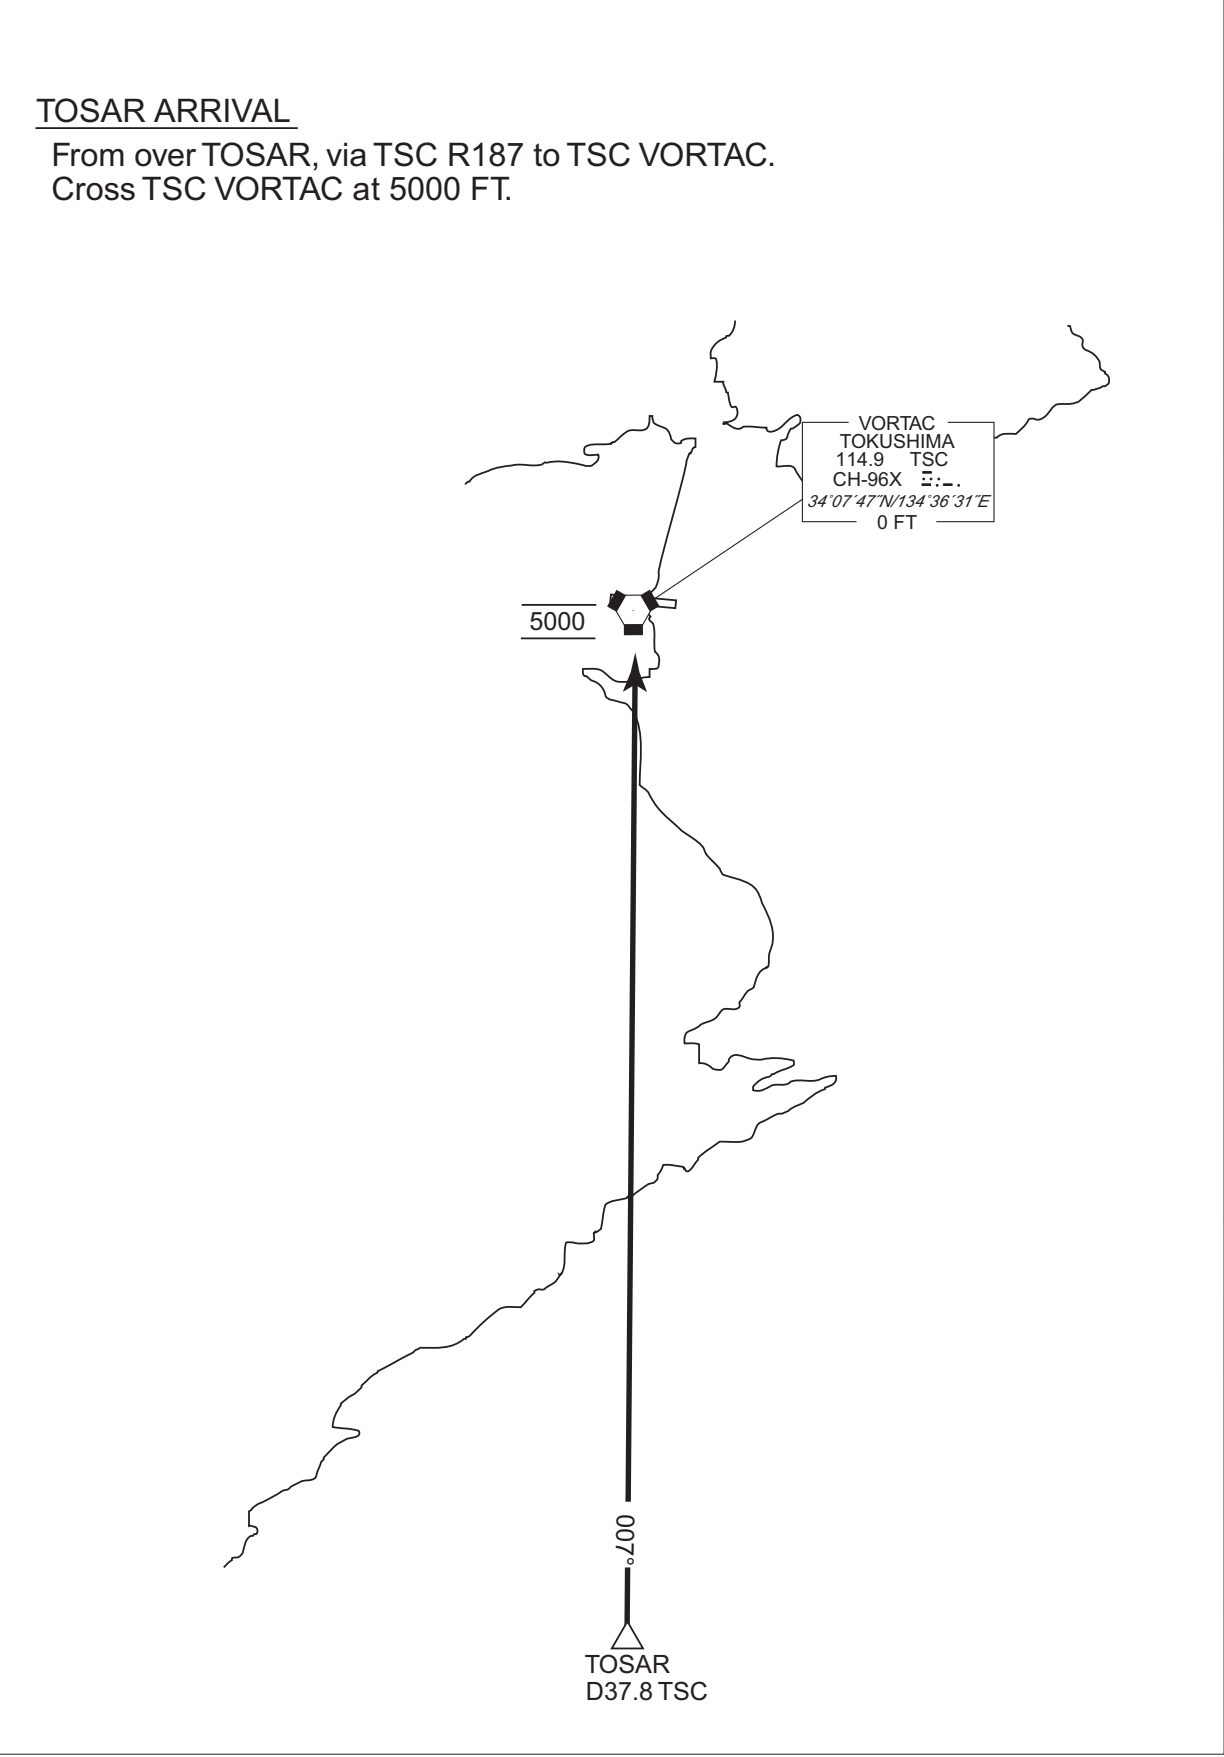 TOSAR ARRIVAL
From over TOSAR, via TSC R187 to TSC VORTAC.
Cross TSC VORTAC at 5000 FT.
VORTAC
TOKUSHIMA
114.9 TSC
CH-96X
34°07′47″N/134°36′31″E
0 FT
5000
007°
TOSAR
D37.8 TSC